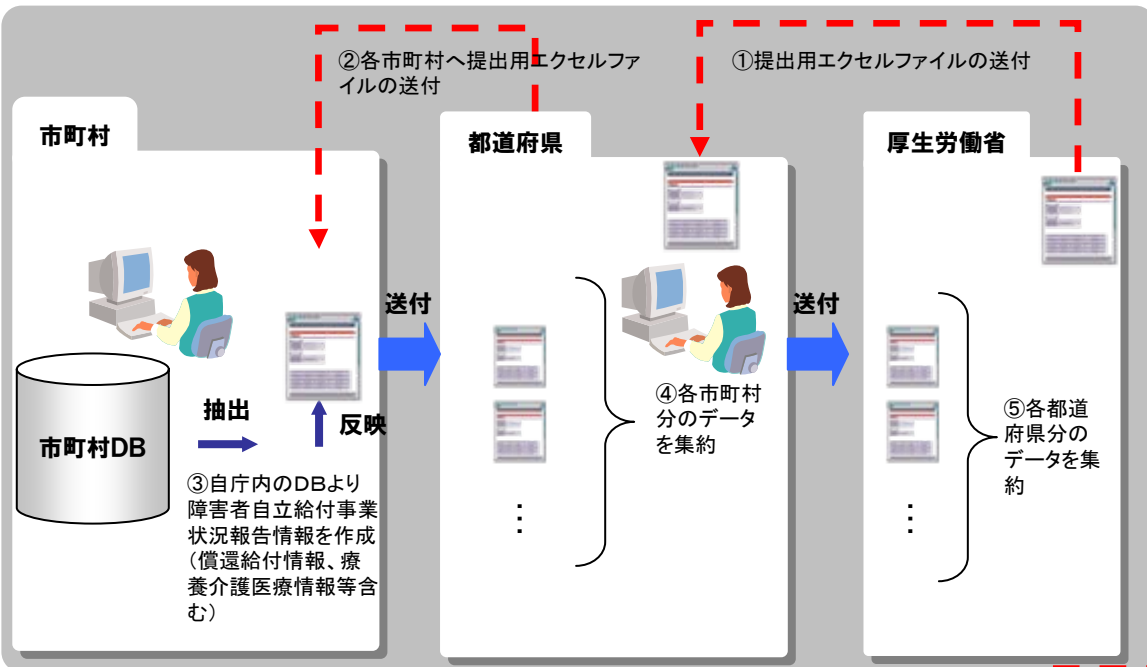 ②各市町村へ提出用エクセルファ
イルの送付
①提出用エクセルファイルの送付
市町村
都道府県
厚生労働省
送付
送付
市町村DB
抽出
反映
③自庁内のＤＢより
障害者自立給付事業
状況報告情報を作成
（償還給付情報、療
養介護医療情報等含
む）
④各市町村
分のデータ
を集約
⑤各都道
府県分の
データを集
約
…
…